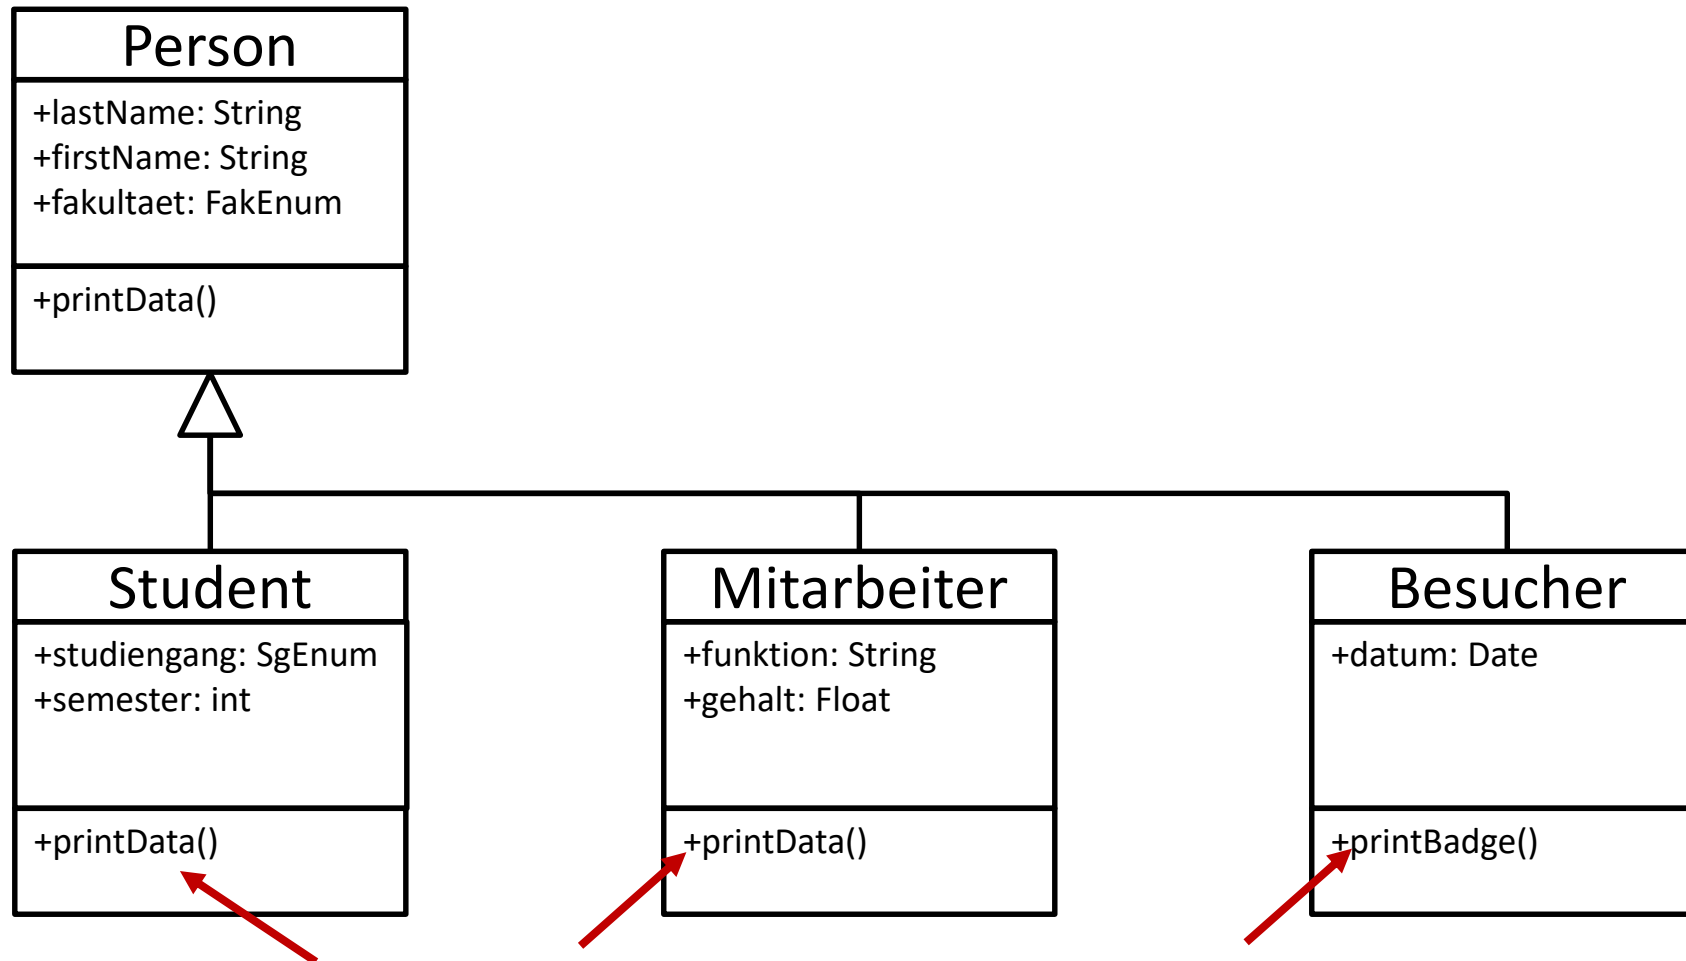 Person
+lastName: String
+firstName: String
+fakultaet: FakEnum
+printData()
Student
+studiengang: SgEnum
+semester: int
+printData()
Mitarbeiter
+funktion: String
+gehalt: Float
+printData()
Besucher
+datum: Date
+printBadge()